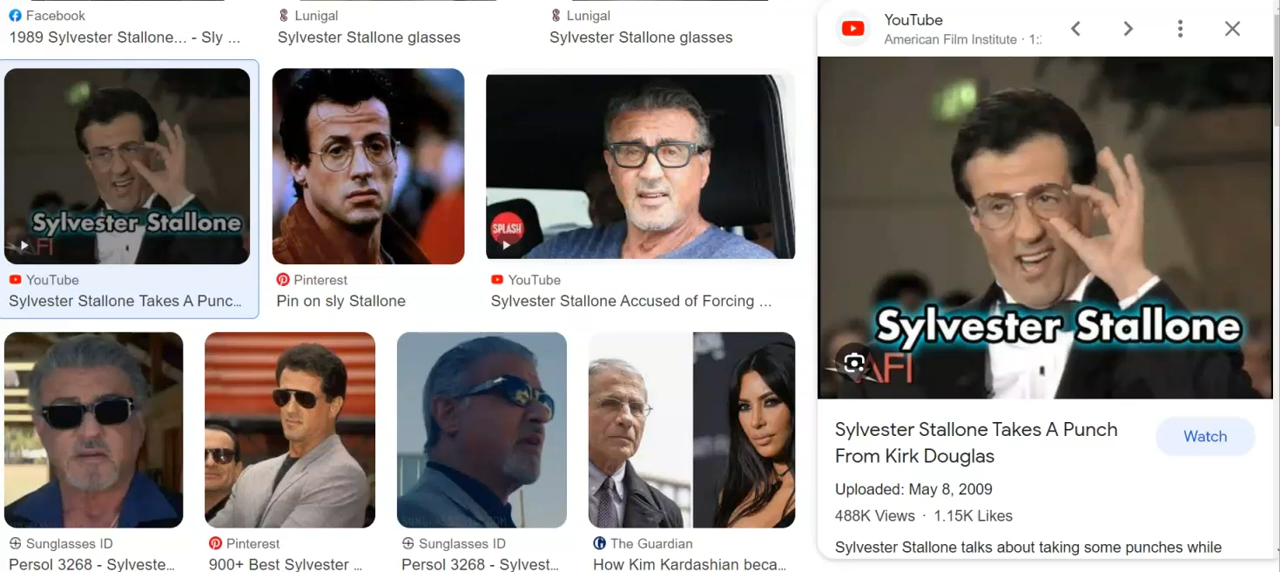 Facebook
1989 Sylvester Stallone... - Sly ...
Lunigal
Sylvester Stallone glasses
Lunigal
Sylvester Stallone glasses
Sylvester Stallone
AFI
YouTube
Sylvester Stallone Takes A Punc...
Pinterest
Pin on sly Stallone
SPLASH
YouTube
Sylvester Stallone Accused of Forcing ...
Sunglasses ID
Persol 3268 - Sylveste...
Pinterest
900+ Best Sylvester ...
Sunglasses ID
Persol 3268 - Sylvest...
The Guardian
How Kim Kardashian beca...
YouTube
American Film Institute · 1:
Sylvester Stallone
AFI
Sylvester Stallone Takes A Punch
From Kirk Douglas
Watch
Uploaded: May 8, 2009
488K Views · 1.15K Likes
Sylvester Stallone talks about taking some punches while